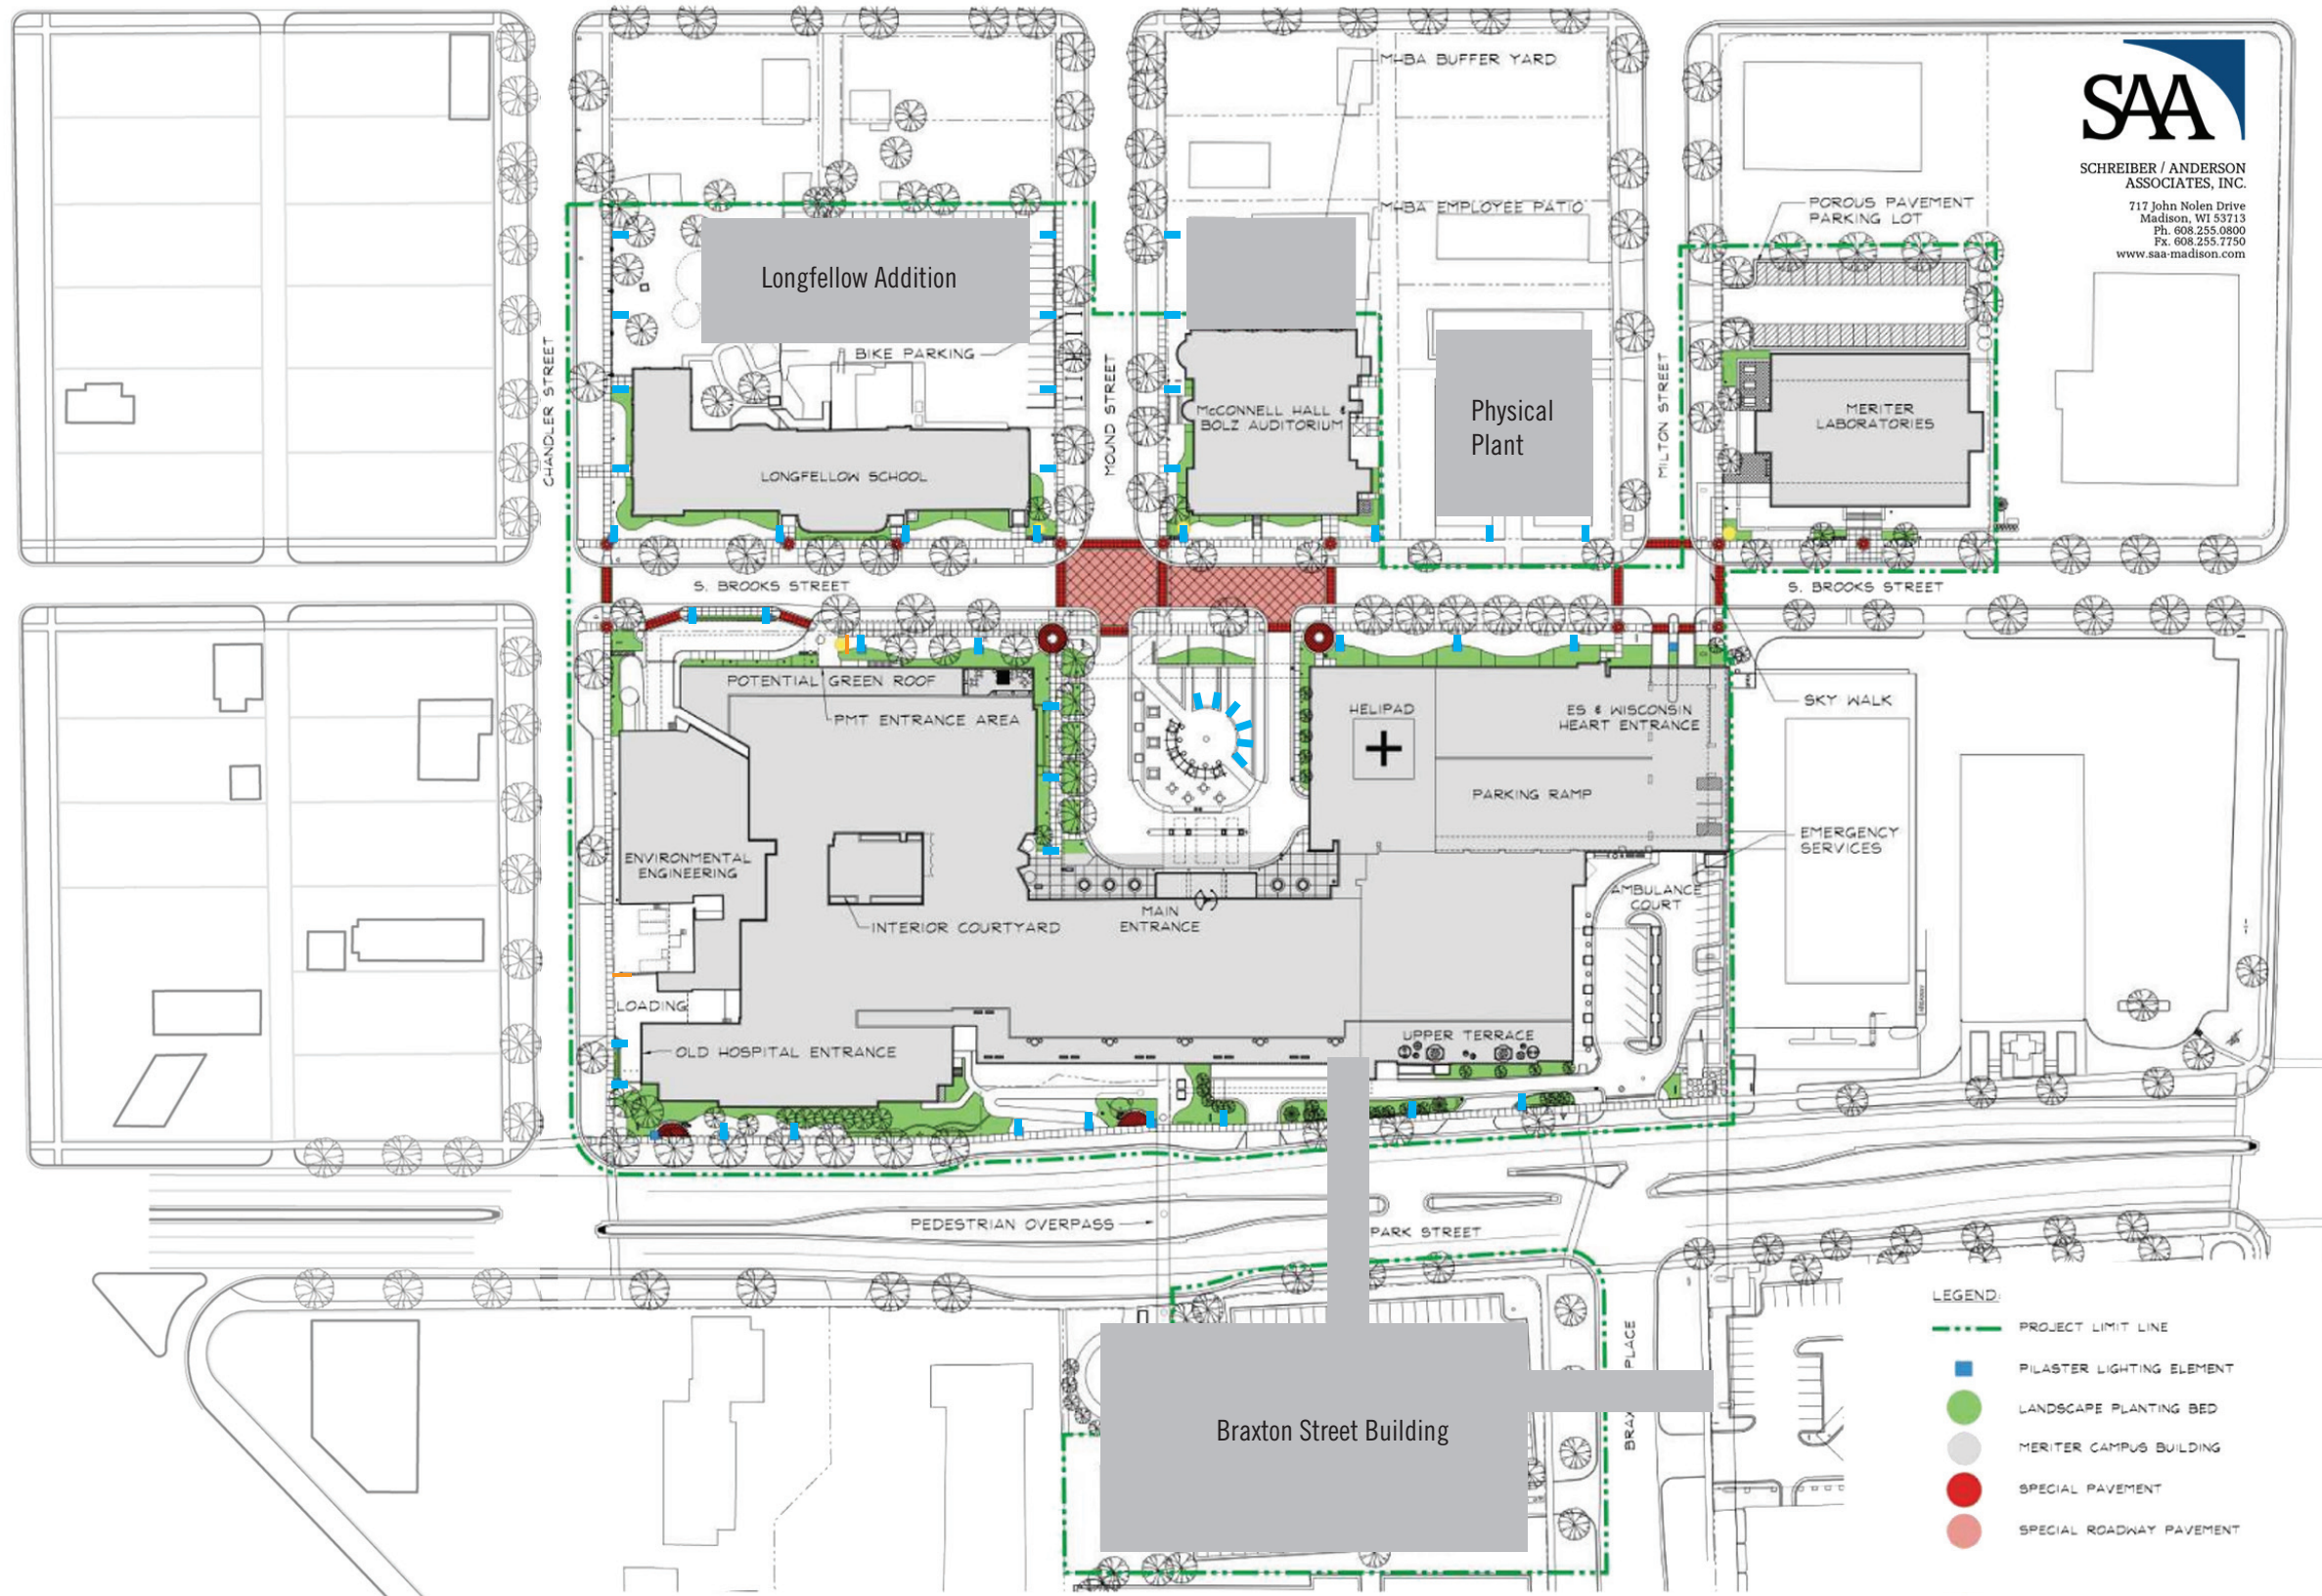 MHBA BUFFER YARD
SAA
SCHREIBER / ANDERSON
ASSOCIATES, INC.
717 John Nolen Drive
Madison, WI 53713
Ph. 608.255.0800
Fx. 608.255.7750
www.saa-madison.com
MHBA EMPLOYEE PATIO
POROUS PAVEMENT
PARKING LOT
Longfellow Addition
BIKE PARKING
CHANDLER STREET
MOUND STREET
McCONNELL HALL &
BOLZ AUDITORIUM
Physical
Plant
MILTON STREET
MERITER
LABORATORIES
LONGFELLOW SCHOOL
S. BROOKS STREET
S. BROOKS STREET
POTENTIAL GREEN ROOF
PMT ENTRANCE AREA
HELIPAD
ES & WISCONSIN
HEART ENTRANCE
SKY WALK
PARKING RAMP
EMERGENCY
SERVICES
ENVIRONMENTAL
ENGINEERING
AMBULANCE
COURT
INTERIOR COURTYARD
MAIN
ENTRANCE
LOADING
UPPER TERRACE
OLD HOSPITAL ENTRANCE
PEDESTRIAN OVERPASS
PARK STREET
BRAX PLACE
Braxton Street Building
BRAX
LEGEND:
PROJECT LIMIT LINE
PILASTER LIGHTING ELEMENT
LANDSCAPE PLANTING BED
MERITER CAMPUS BUILDING
SPECIAL PAVEMENT
SPECIAL ROADWAY PAVEMENT